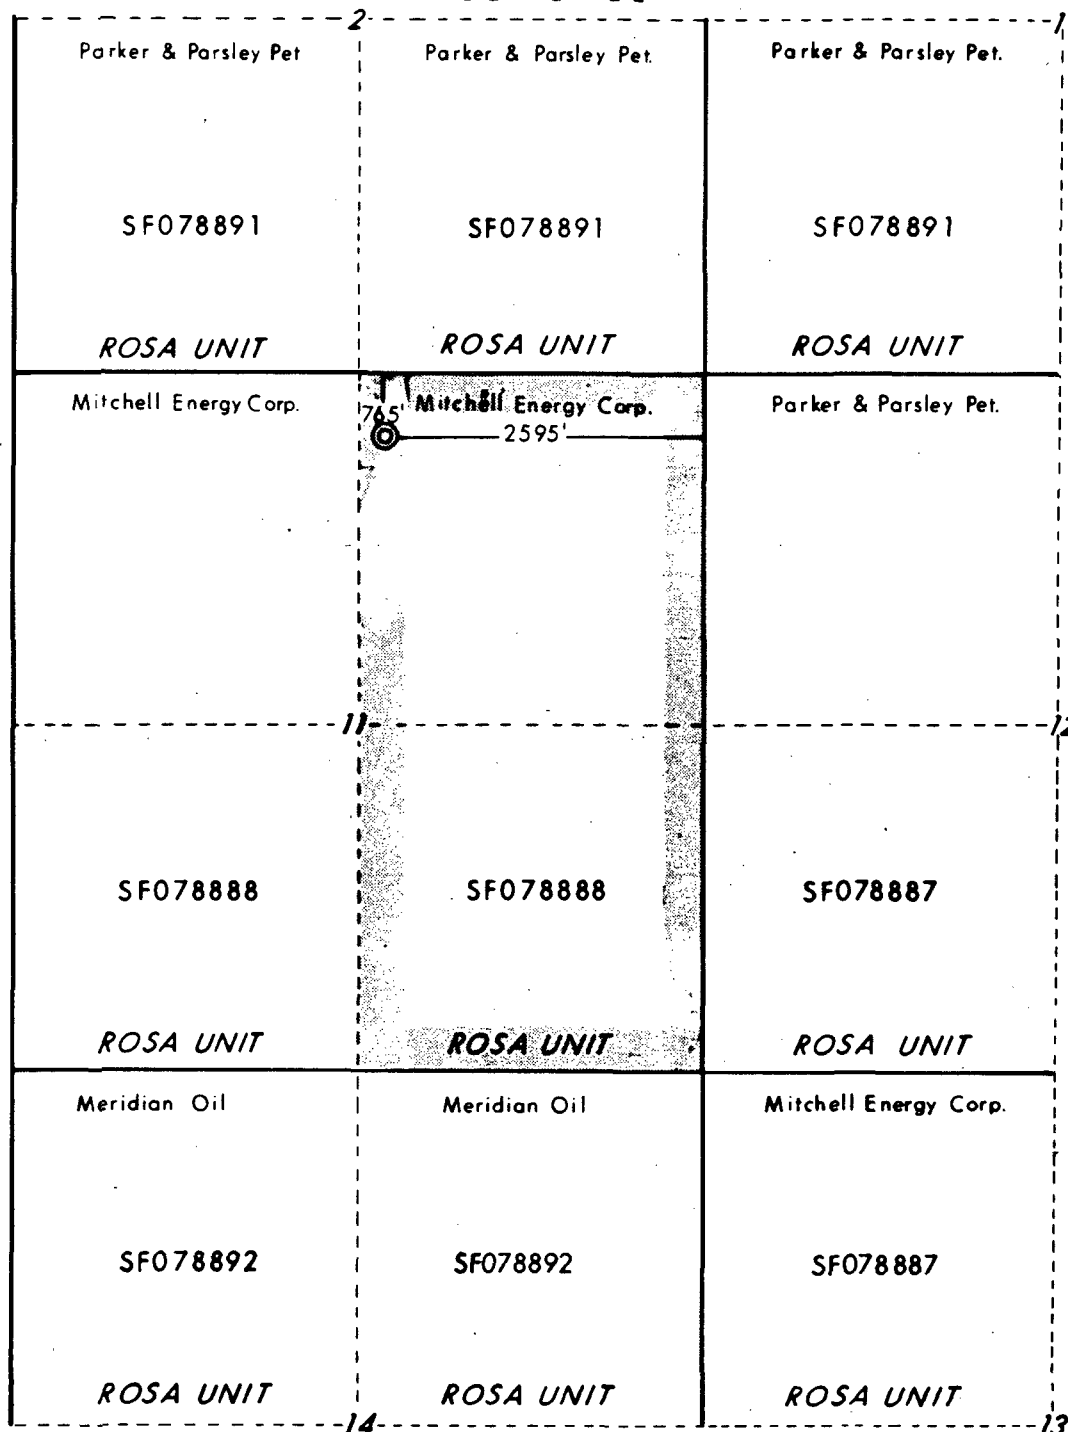 2 1
Parker & Parsley Pet Parker & Parsley Pet. Parker & Parsley Pet.
SF078891 SF078891 SF078891
ROSA UNIT ROSA UNIT ROSA UNIT
Mitchell Energy Corp. Mitchell Energy Corp. Parker & Parsley Pet.
765' 2595'
11 12
SF078888 SF078888 SF078887
ROSA UNIT ROSA UNIT ROSA UNIT
Meridian Oil Meridian Oil Mitchell Energy Corp.
SF078892 SF078892 SF078887
ROSA UNIT ROSA UNIT ROSA UNIT
14 13